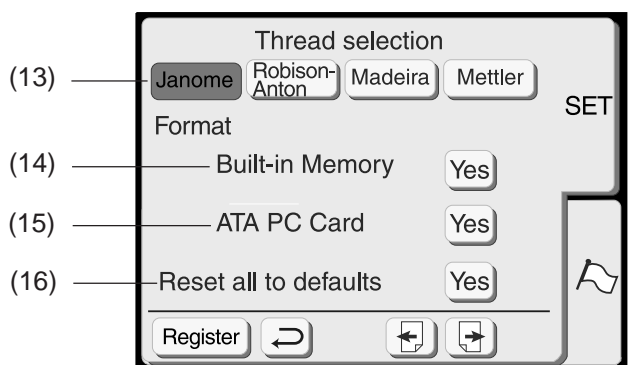 Thread selection
(13) Janome Robison-Anton Madeira Mettler
SET
Format
(14) Built-in Memory Yes
(15) ATA PC Card Yes
(16) Reset all to defaults Yes
Register